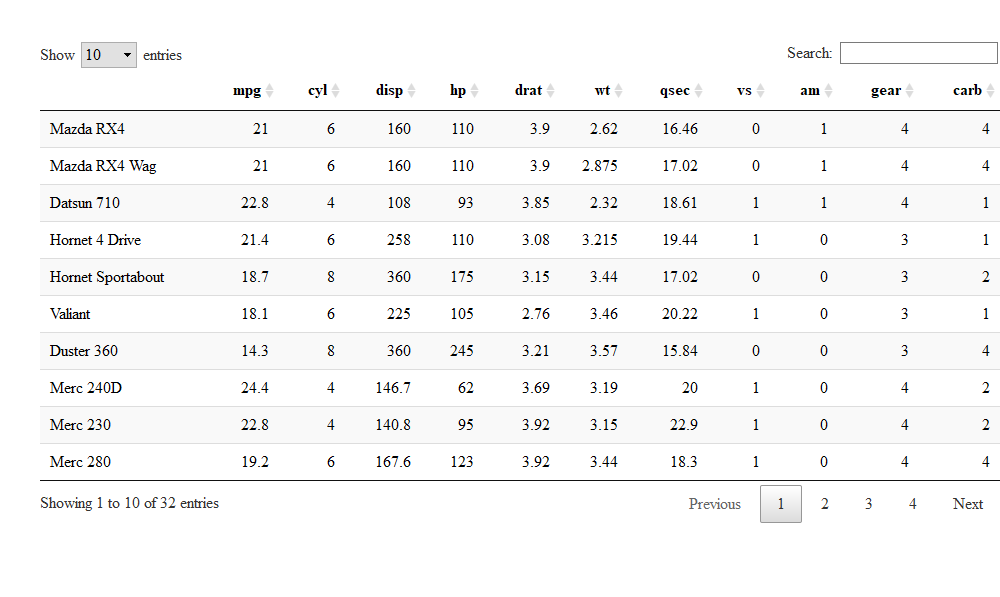 Show 10 entries Search:
mpg cyl disp hp drat wt qsec vs am gear carb
Mazda RX4 21 6 160 110 3.9 2.62 16.46 0 1 4 4
Mazda RX4 Wag 21 6 160 110 3.9 2.875 17.02 0 1 4 4
Datsun 710 22.8 4 108 93 3.85 2.32 18.61 1 1 4 1
Hornet 4 Drive 21.4 6 258 110 3.08 3.215 19.44 1 0 3 1
Hornet Sportabout 18.7 8 360 175 3.15 3.44 17.02 0 0 3 2
Valiant 18.1 6 225 105 2.76 3.46 20.22 1 0 3 1
Duster 360 14.3 8 360 245 3.21 3.57 15.84 0 0 3 4
Merc 240D 24.4 4 146.7 62 3.69 3.19 20 1 0 4 2
Merc 230 22.8 4 140.8 95 3.92 3.15 22.9 1 0 4 2
Merc 280 19.2 6 167.6 123 3.92 3.44 18.3 1 0 4 4
Showing 1 to 10 of 32 entries Previous 1 2 3 4 Next